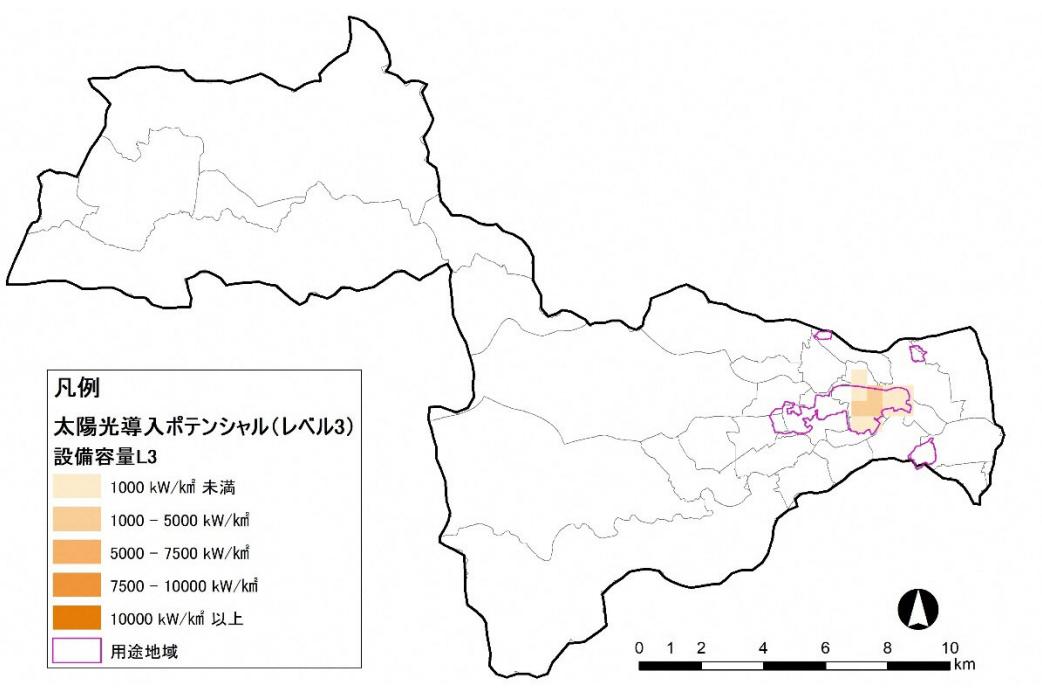 凡例
太陽光導入ポテンシャル(レベル3)
設備容量L3
1000 kW/k㎡ 未満
1000 - 5000 kW/k㎡
5000 - 7500 kW/k㎡
7500 - 10000 kW/k㎡
10000 kW/k㎡ 以上
用途地域
0 1 2 4 6 8 10
km